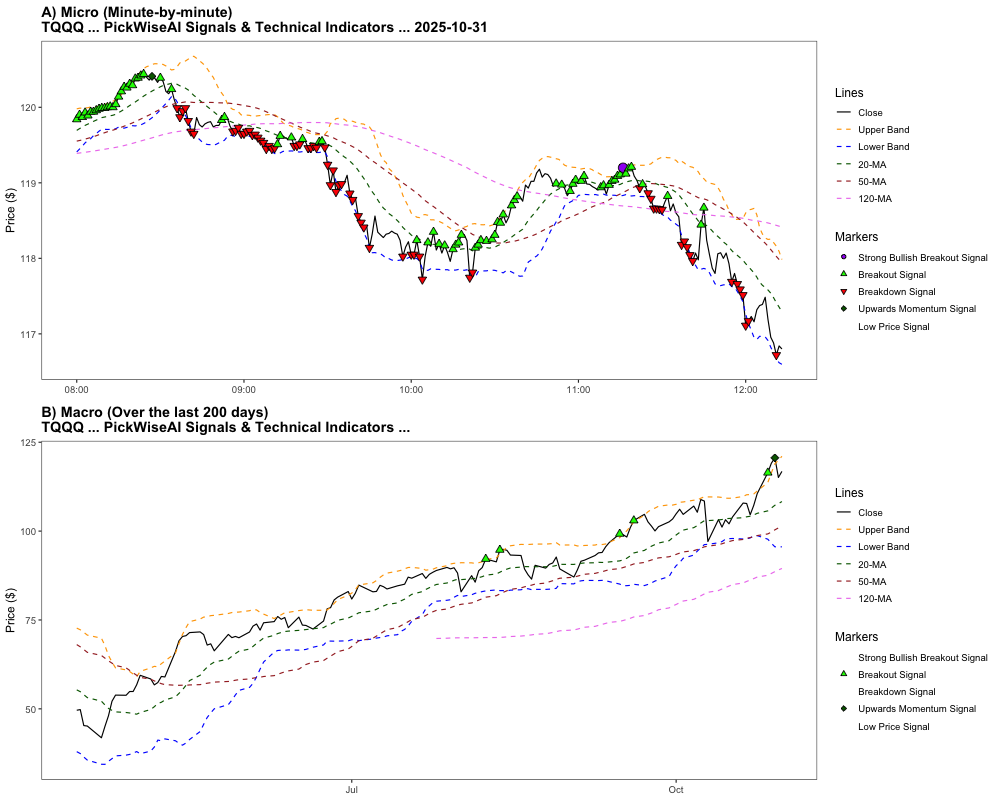 A) Micro (Minute-by-minute)
TQQQ ... PickWiseAI Signals & Technical Indicators ... 2025-10-31
Price ($)
120
119
118
117
08:00
09:00
10:00
11:00
12:00
Lines
Close
Upper Band
Lower Band
20-MA
50-MA
120-MA
Markers
Strong Bullish Breakout Signal
Breakout Signal
Breakdown Signal
Upwards Momentum Signal
Low Price Signal
B) Macro (Over the last 200 days)
TQQQ ... PickWiseAI Signals & Technical Indicators ...
Price ($)
125
100
75
50
Jul
Oct
Lines
Close
Upper Band
Lower Band
20-MA
50-MA
120-MA
Markers
Strong Bullish Breakout Signal
Breakout Signal
Breakdown Signal
Upwards Momentum Signal
Low Price Signal